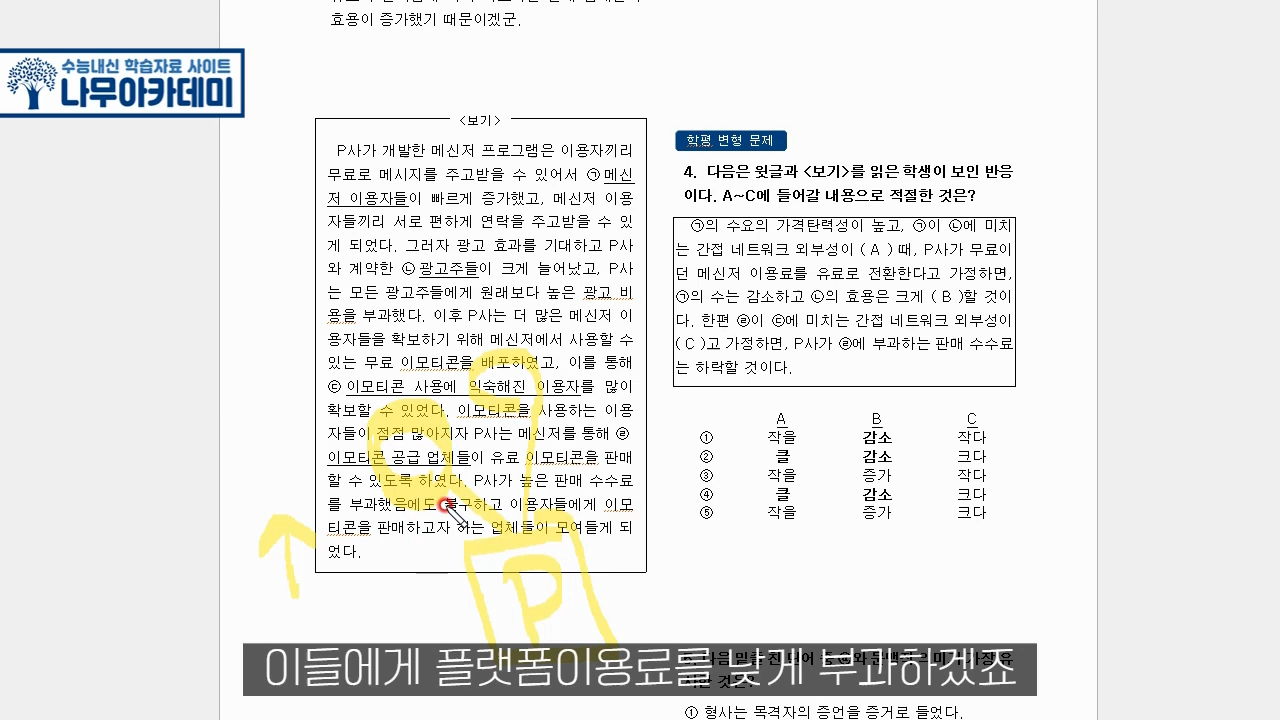 효용이 증가했기 때문이겠군.
수능내신 학습자료 사이트
나무아카데미
<보기>
P사가 개발한 메신저 프로그램은 이용자끼리
무료로 메시지를 주고받을 수 있어서 ㉠메신
저 이용자들이 빠르게 증가했고, 메신저 이용
자들끼리 서로 편하게 연락을 주고받을 수 있
게 되었다. 그러자 광고 효과를 기대하고 P사
와 계약한 ㉡광고주들이 크게 늘어났고, P사
는 모든 광고주들에게 원래보다 높은 광고 비
용을 부과했다. 이후 P사는 더 많은 메신저 이
용자들을 확보하기 위해 메신저에서 사용할 수
있는 무료 이모티콘을 배포하였고, 이를 통해
㉢이모티콘 사용에 익숙해진 이용자를 많이
확보할 수 있었다. 이모티콘을 사용하는 이용
자들이 점점 많아지자 P사는 메신저를 통해 ㉣
이모티콘 공급 업체들이 유료 이모티콘을 판매
할 수 있도록 하였다. P사가 높은 판매 수수료
를 부과했음에도 불구하고 이용자들에게 이모
티콘을 판매하고자 하는 업체들이 모여들게 되
었다.
학평 변형 문제
4. 다음은 윗글과 <보기>를 읽은 학생이 보인 반응
이다. A~C에 들어갈 내용으로 적절한 것은?
㉠의 수요의 가격탄력성이 높고, ㉠이 ㉡에 미치
는 간접 네트워크 외부성이 ( A ) 때, P사가 무료이
던 메신저 이용료를 유료로 전환한다고 가정하면,
㉠의 수는 감소하고 ㉡의 효용은 크게 ( B )할 것이
다. 한편 ㉣이 ㉢에 미치는 간접 네트워크 외부성이
( C )고 가정하면, P사가 ㉣에 부과하는 판매 수수료
는 하락할 것이다.
A B C
① 작을 감소 작다
② 클 감소 크다
③ 작을 증가 작다
④ 클 감소 크다
⑤ 작을 증가 크다
P
이들에게 플랫폼이용료를 낮게 부과하겠죠
① 형사는 목격자의 증언을 증거로 들었다.